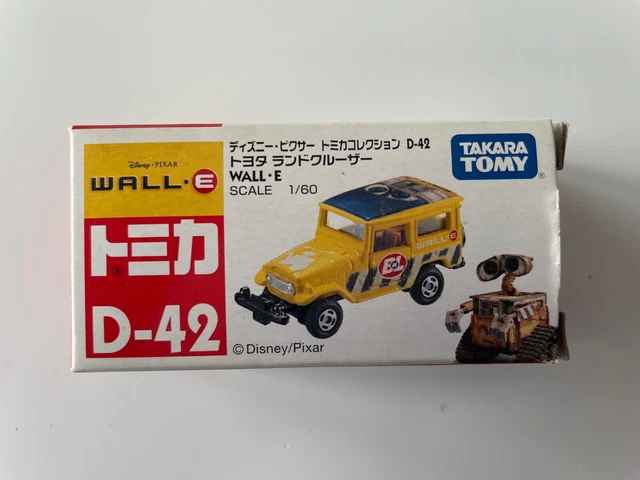 Disney · PIXAR
WALL·E
トミカ
®
D-42
ディズニー・ピクサー トミカコレクション D-42
トヨタ ランドクルーザー
WALL・E
SCALE 1/60
WALL·E
©Disney/Pixar
TAKARA
TOMY